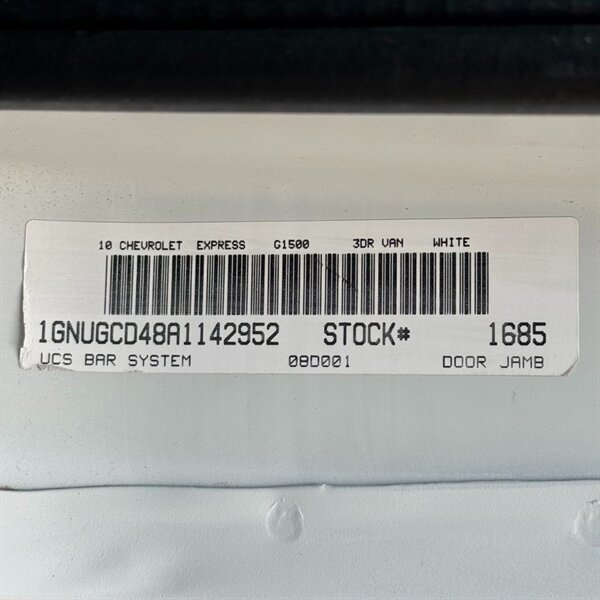 10 CHEVROLET EXPRESS G1500 3DR VAN WHITE
1GNUGCD48A1142952 STOCK# 1685
UCS BAR SYSTEM 08D001 DOOR JAMB